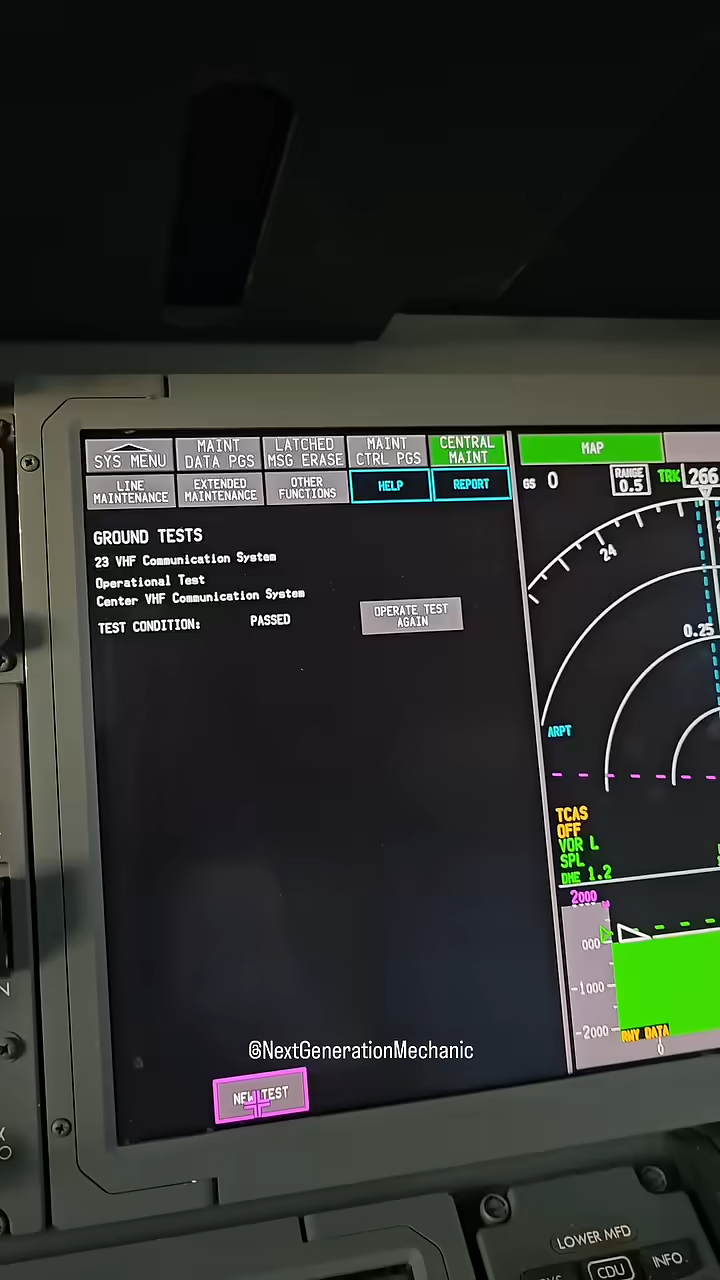 SYS MENU
MAINT
DATA PGS
LATCHED
MSG ERASE
MAINT
CTRL PGS
CENTRAL
MAINT
LINE
MAINTENANCE
EXTENDED
MAINTENANCE
OTHER
FUNCTIONS
HELP
REPORT
GROUND TESTS
23 VHF Communication System
Operational Test
Center VHF Communication System
TEST CONDITION: PASSED
OPERATE TEST
AGAIN
NEW TEST
MAP
GS 0
RANGE
0.5
TRK 266
24
0.25
ARPT
TCAS
OFF
VOR L
SPL
DME 1.2
2000
000
-1000
-2000
RWY DATA
0
@NextGenerationMechanic
LOWER MFD
CDU
INFO